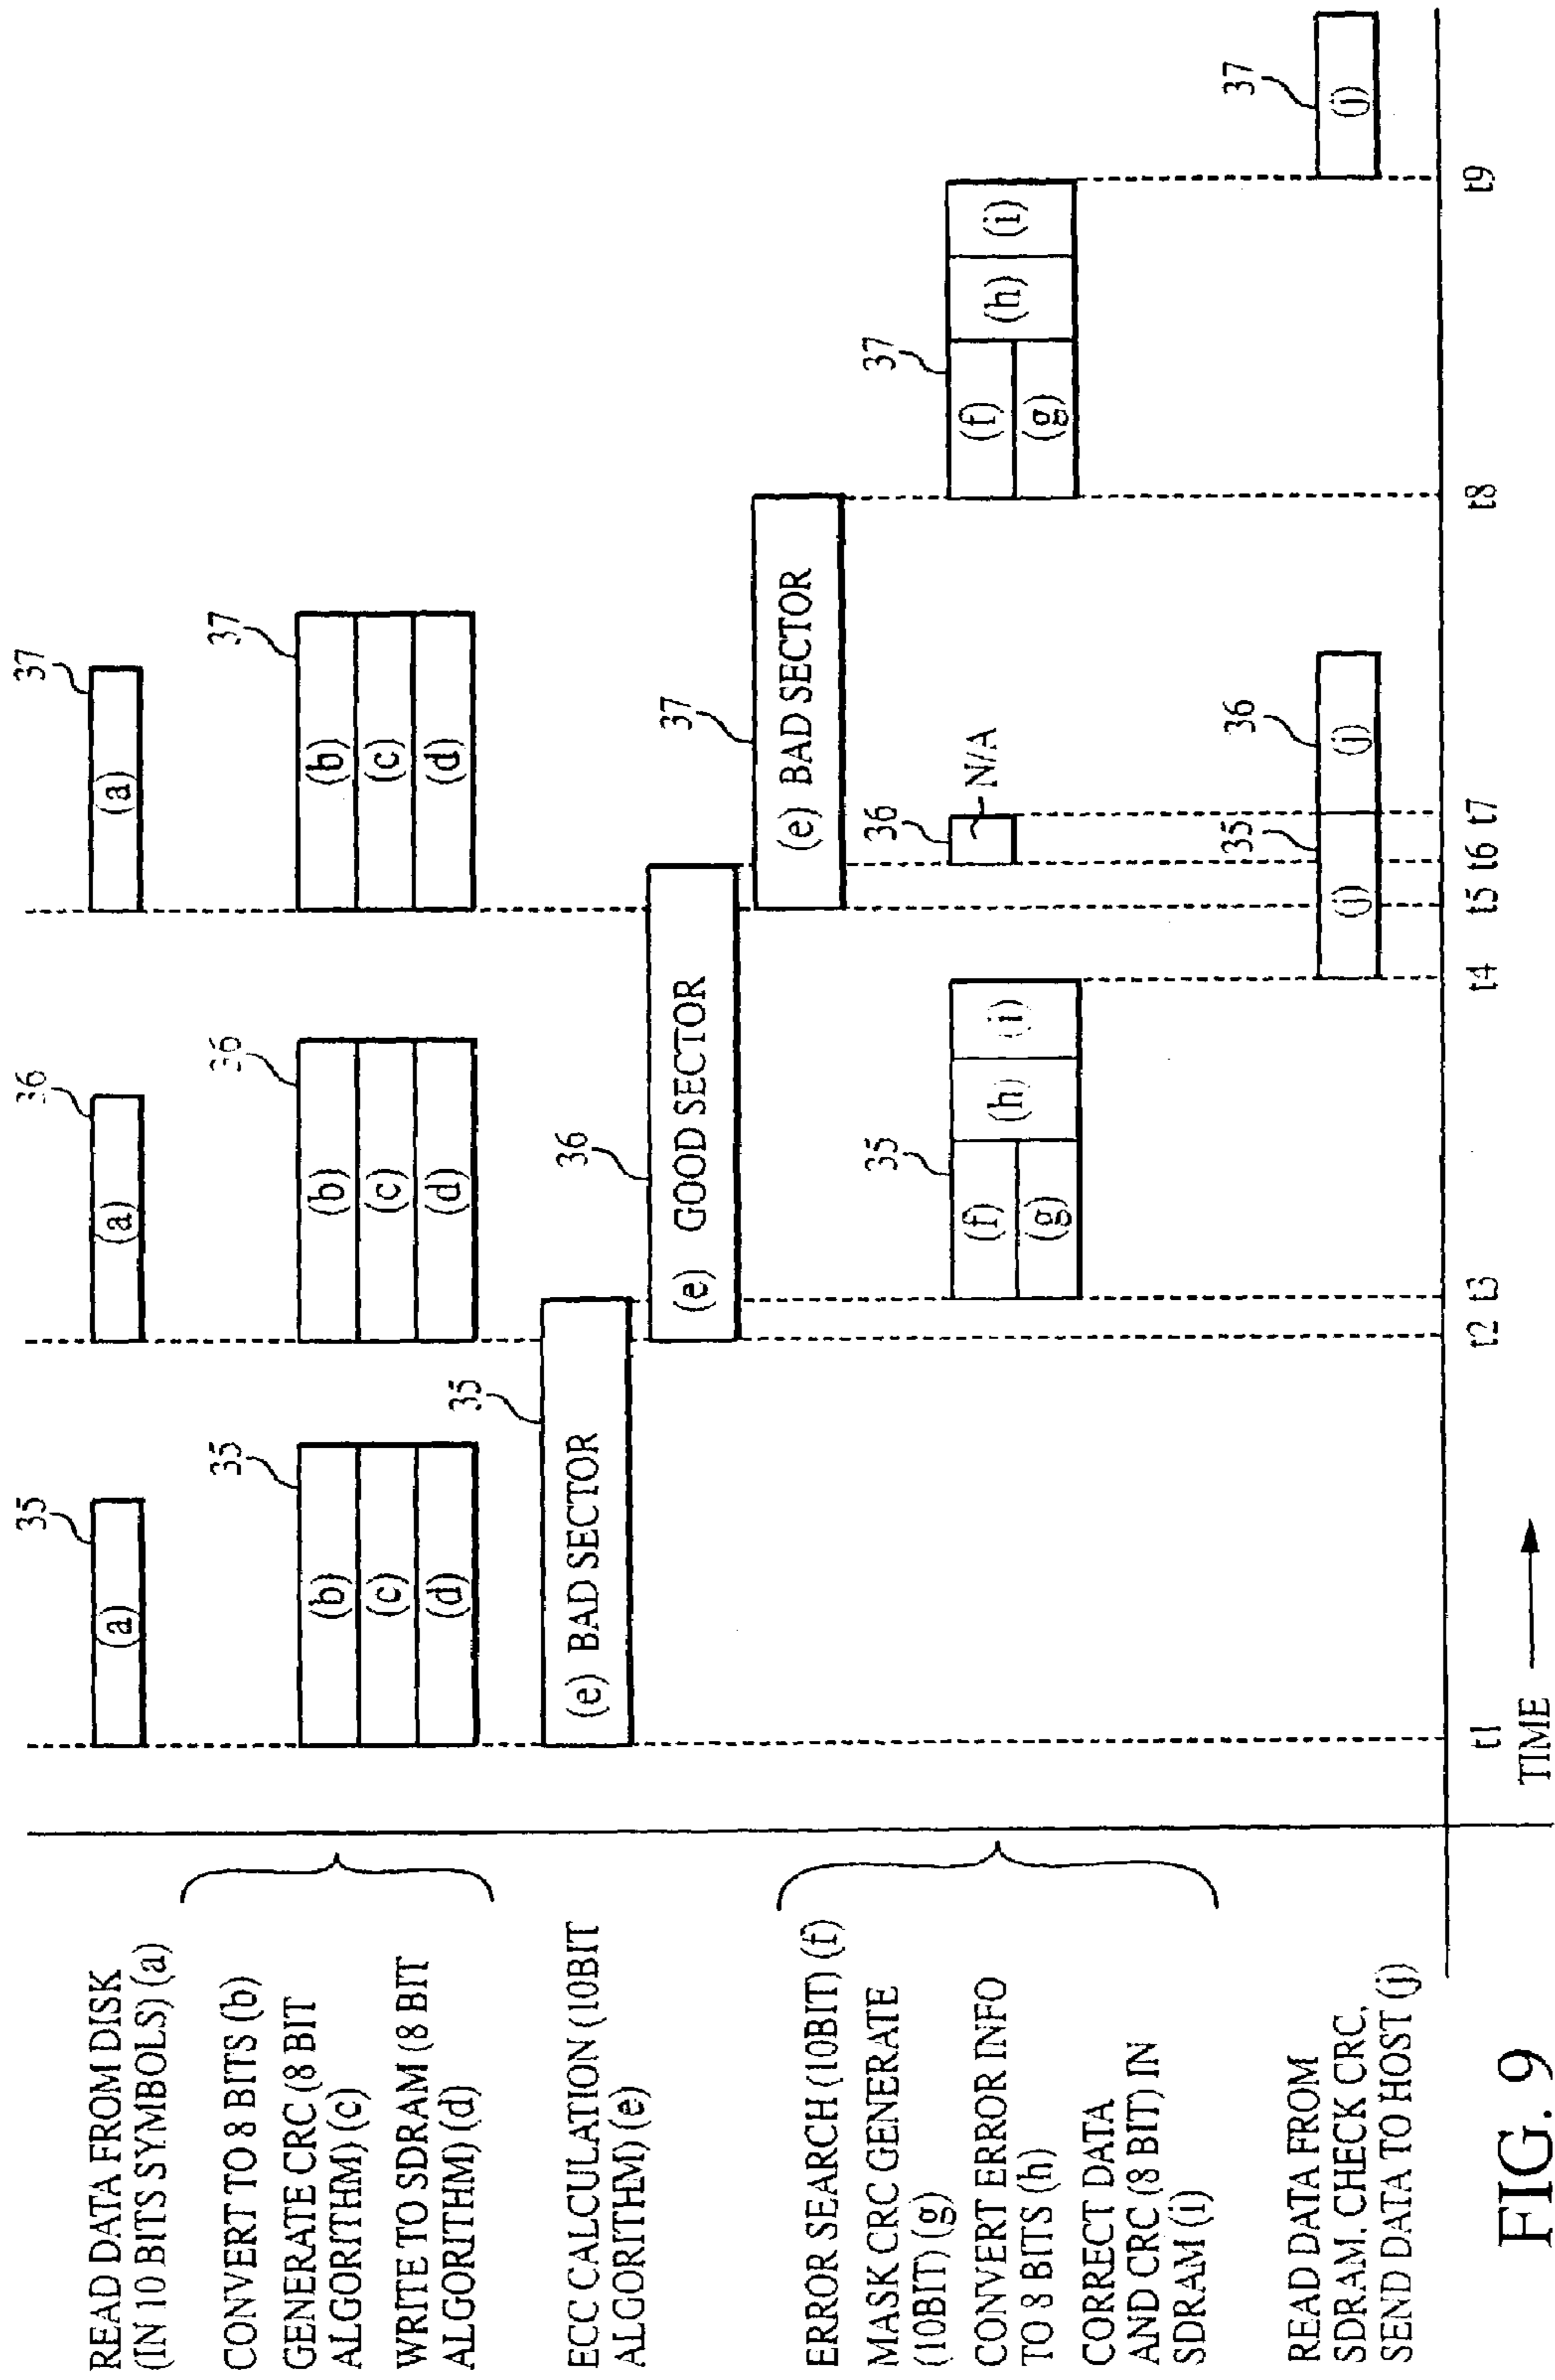 READ DATA FROM DISK
(IN 10 BITS SYMBOLS) (a)
CONVERT TO 8 BITS (b)
GENERATE CRC (8 BIT
ALGORITHM) (c)
WRITE TO SDRAM (8 BIT
ALGORITHM) (d)
ECC CALCULATION (10BIT
ALGORITHM) (e)
ERROR SEARCH (10BIT) (f)
MASK CRC GENERATE
(10BIT) (g)
CONVERT ERROR INFO
TO 8 BITS (h)
CORRECT DATA
AND CRC (8 BIT) IN
SDRAM (i)
READ DATA FROM
SDRAM, CHECK CRC,
SEND DATA TO HOST (j)
35
(a)
36
(a)
37
(a)
35
(b)
(c)
(d)
36
(b)
(c)
(d)
37
(b)
(c)
(d)
35
(e) BAD SECTOR
36
(e) GOOD SECTOR
37
(e) BAD SECTOR
35
(f)
(g)
(h)
(i)
36
N/A
37
(f)
(g)
(h)
(i)
35
(j)
36
(j)
37
(j)
t1
t2
t3
t4
t5
t6
t7
t8
t9
TIME
FIG. 9